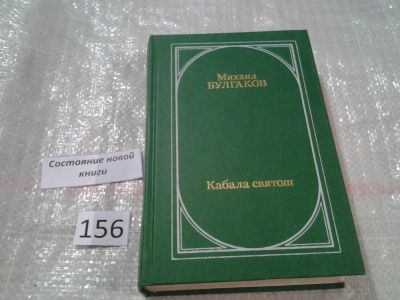 Михаил
БУЛГАКОВ
Кабала святош
Состояние новой
книги
156